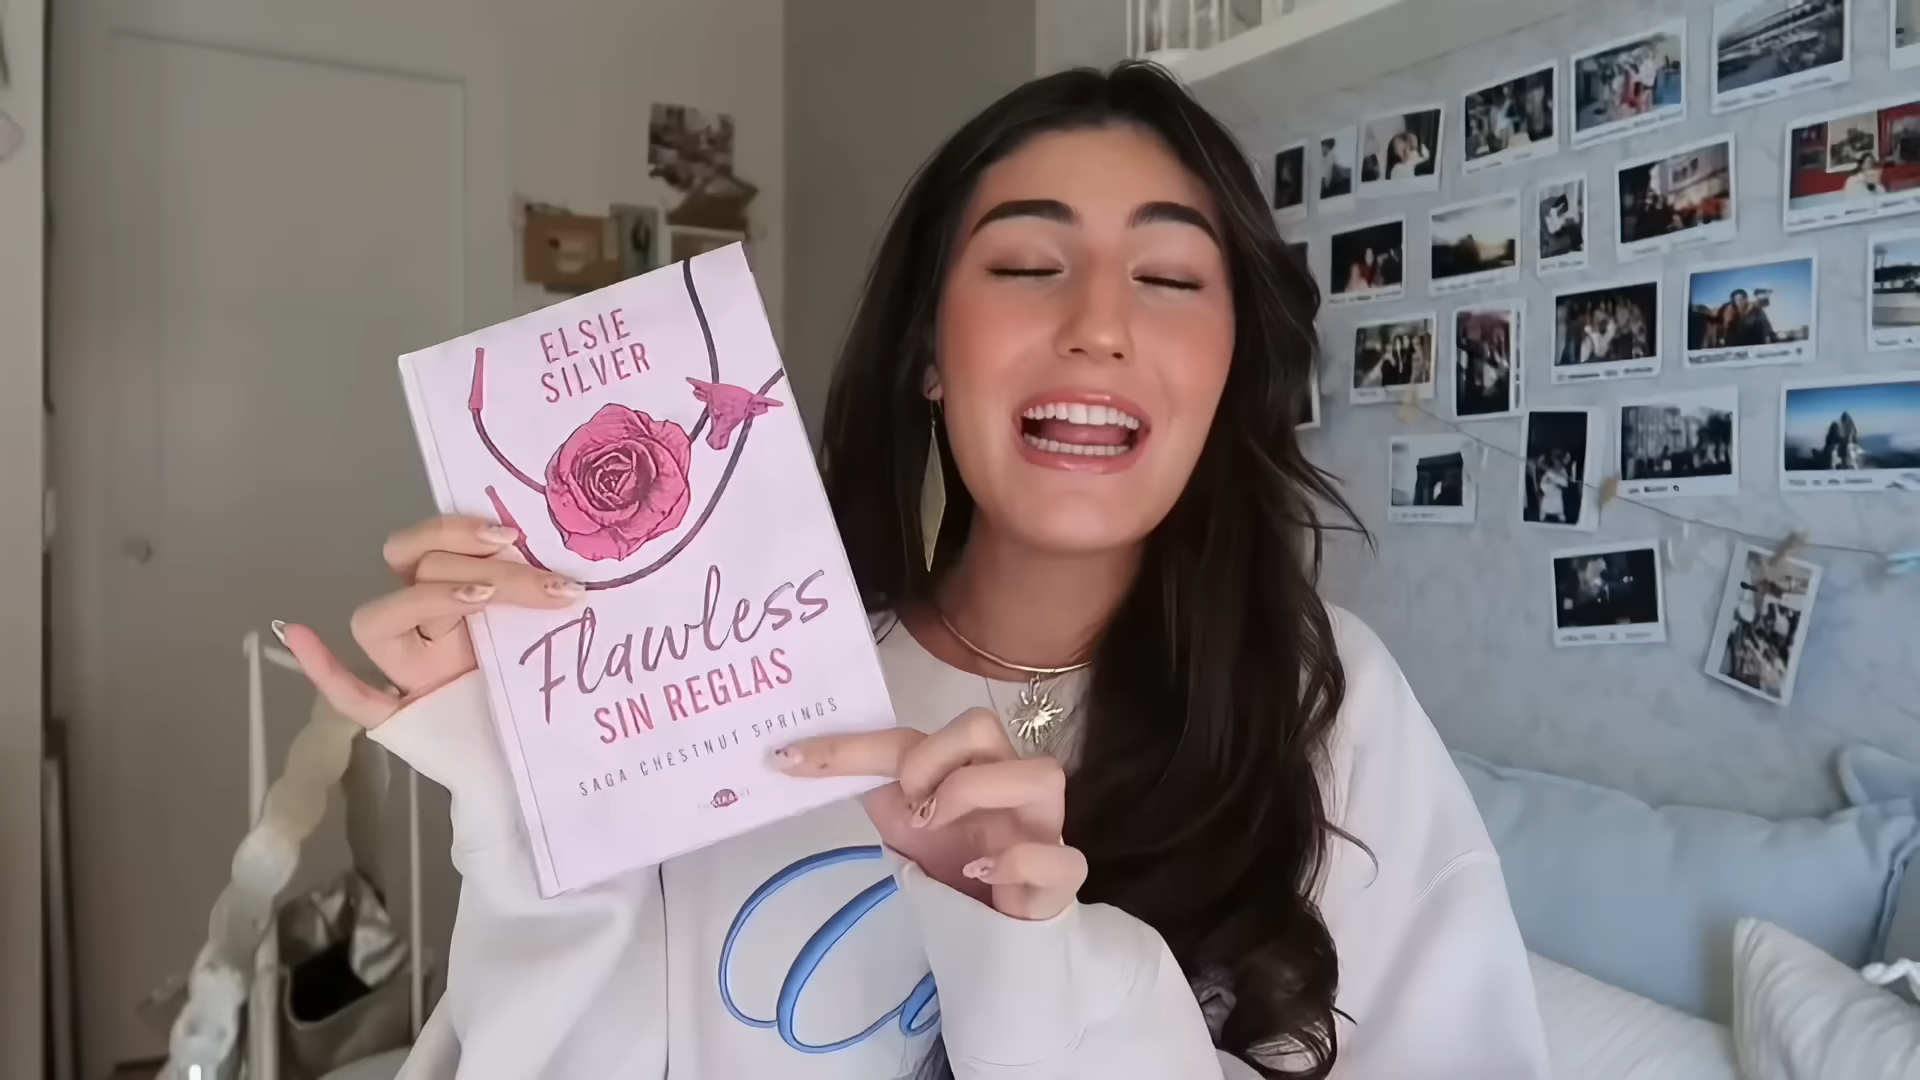 ELSIE
SILVER
Flawless
SIN REGLAS
SAGA CHESTNUT SPRINGS